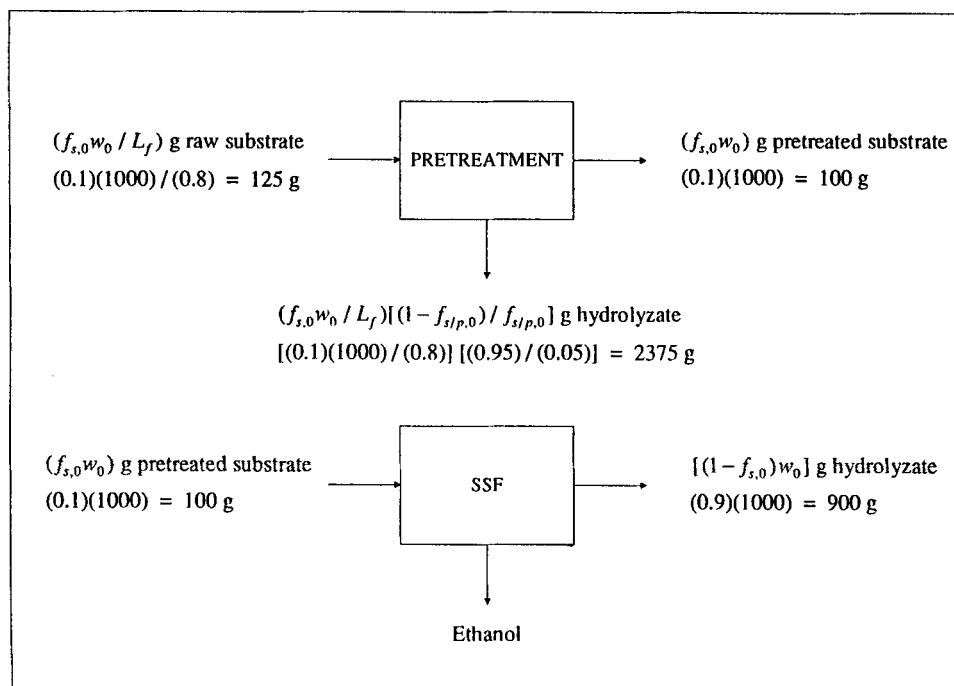 (f_{s,0}w_0 / L_f) g raw substrate
(0.1)(1000) / (0.8) = 125 g
PRETREATMENT
(f_{s,0}w_0) g pretreated substrate
(0.1)(1000) = 100 g
(f_{s,0}w_0 / L_f)[(1 − f_{s/p,0}) / f_{s/p,0}] g hydrolyzate
[(0.1)(1000) / (0.8)] [(0.95) / (0.05)] = 2375 g
(f_{s,0}w_0) g pretreated substrate
(0.1)(1000) = 100 g
SSF
[(1 − f_{s,0})w_0] g hydrolyzate
(0.9)(1000) = 900 g
Ethanol